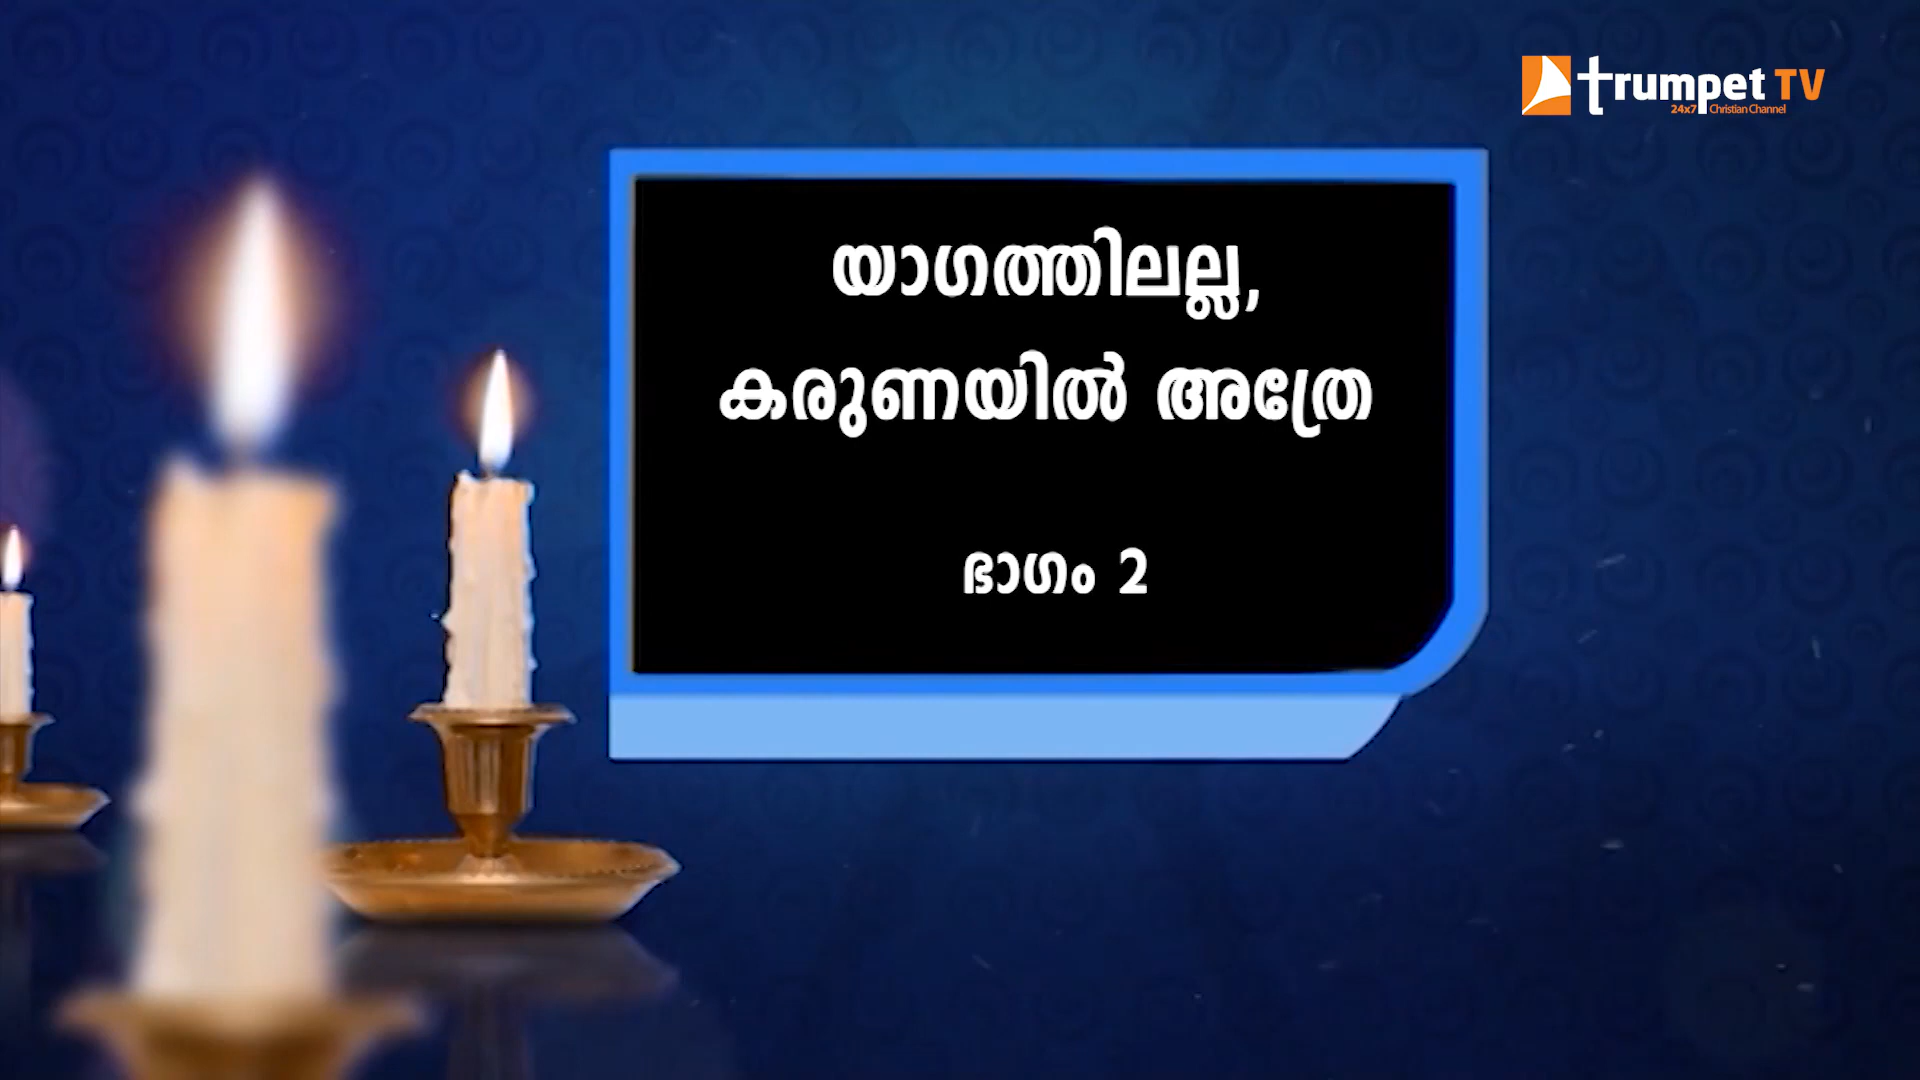 trumpet TV
24x7 Christian Channel
യാഗത്തിലല്ല,
കരുണയിൽ അത്രേ
ഭാഗം 2